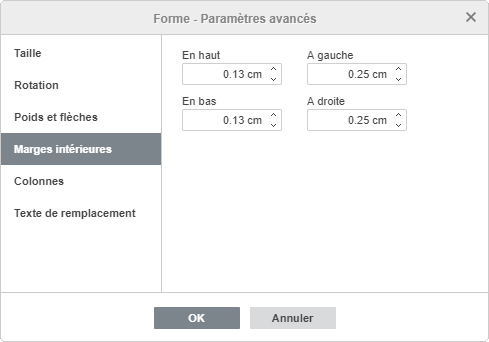 Forme - Paramètres avancés
Taille
Rotation
Poids et flèches
Marges intérieures
Colonnes
Texte de remplacement
En haut
A gauche
0.13 cm
0.25 cm
En bas
A droite
0.13 cm
0.25 cm
OK
Annuler